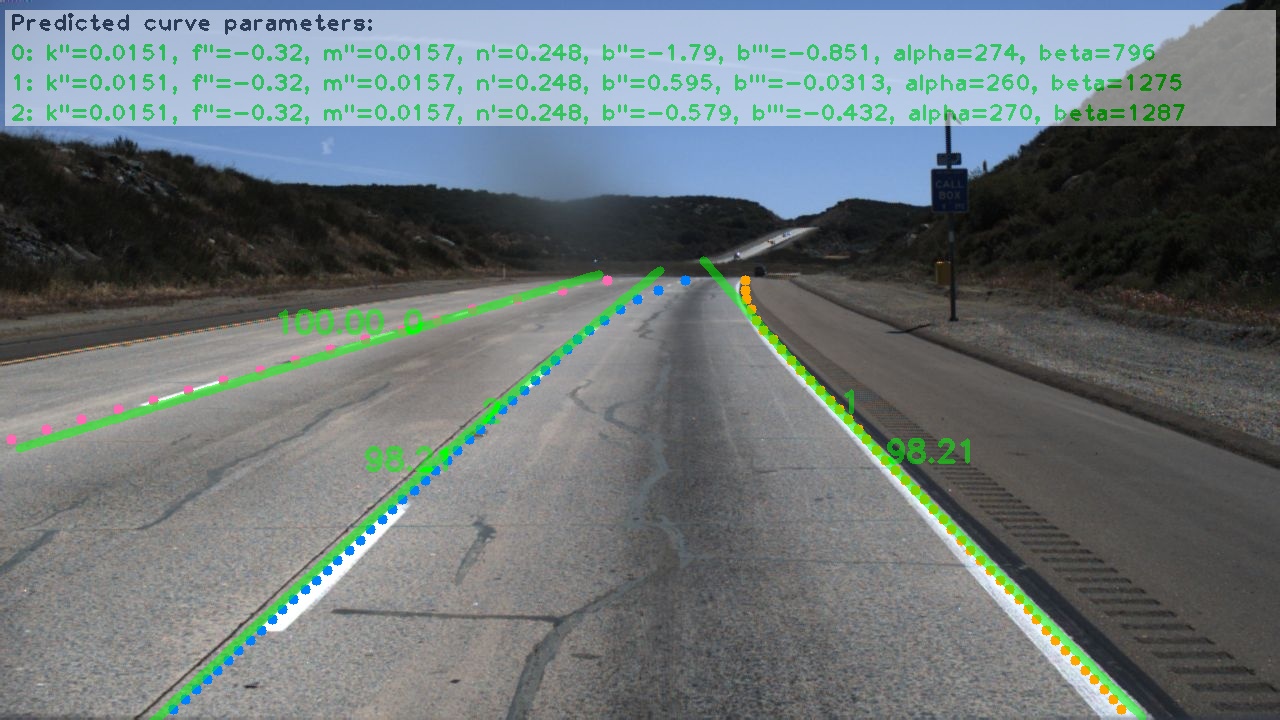 Predicted curve parameters:
0: k''=0.0151, f''=−0.32, m''=0.0157, n'=0.248, b''=−1.79, b'''=−0.851, alpha=274, beta=796
1: k''=0.0151, f''=−0.32, m''=0.0157, n'=0.248, b''=0.595, b'''=−0.0313, alpha=260, beta=1275
2: k''=0.0151, f''=−0.32, m''=0.0157, n'=0.248, b''=−0.579, b'''=−0.432, alpha=270, beta=1287
CALL
BOX
100.00 0
1
98.21